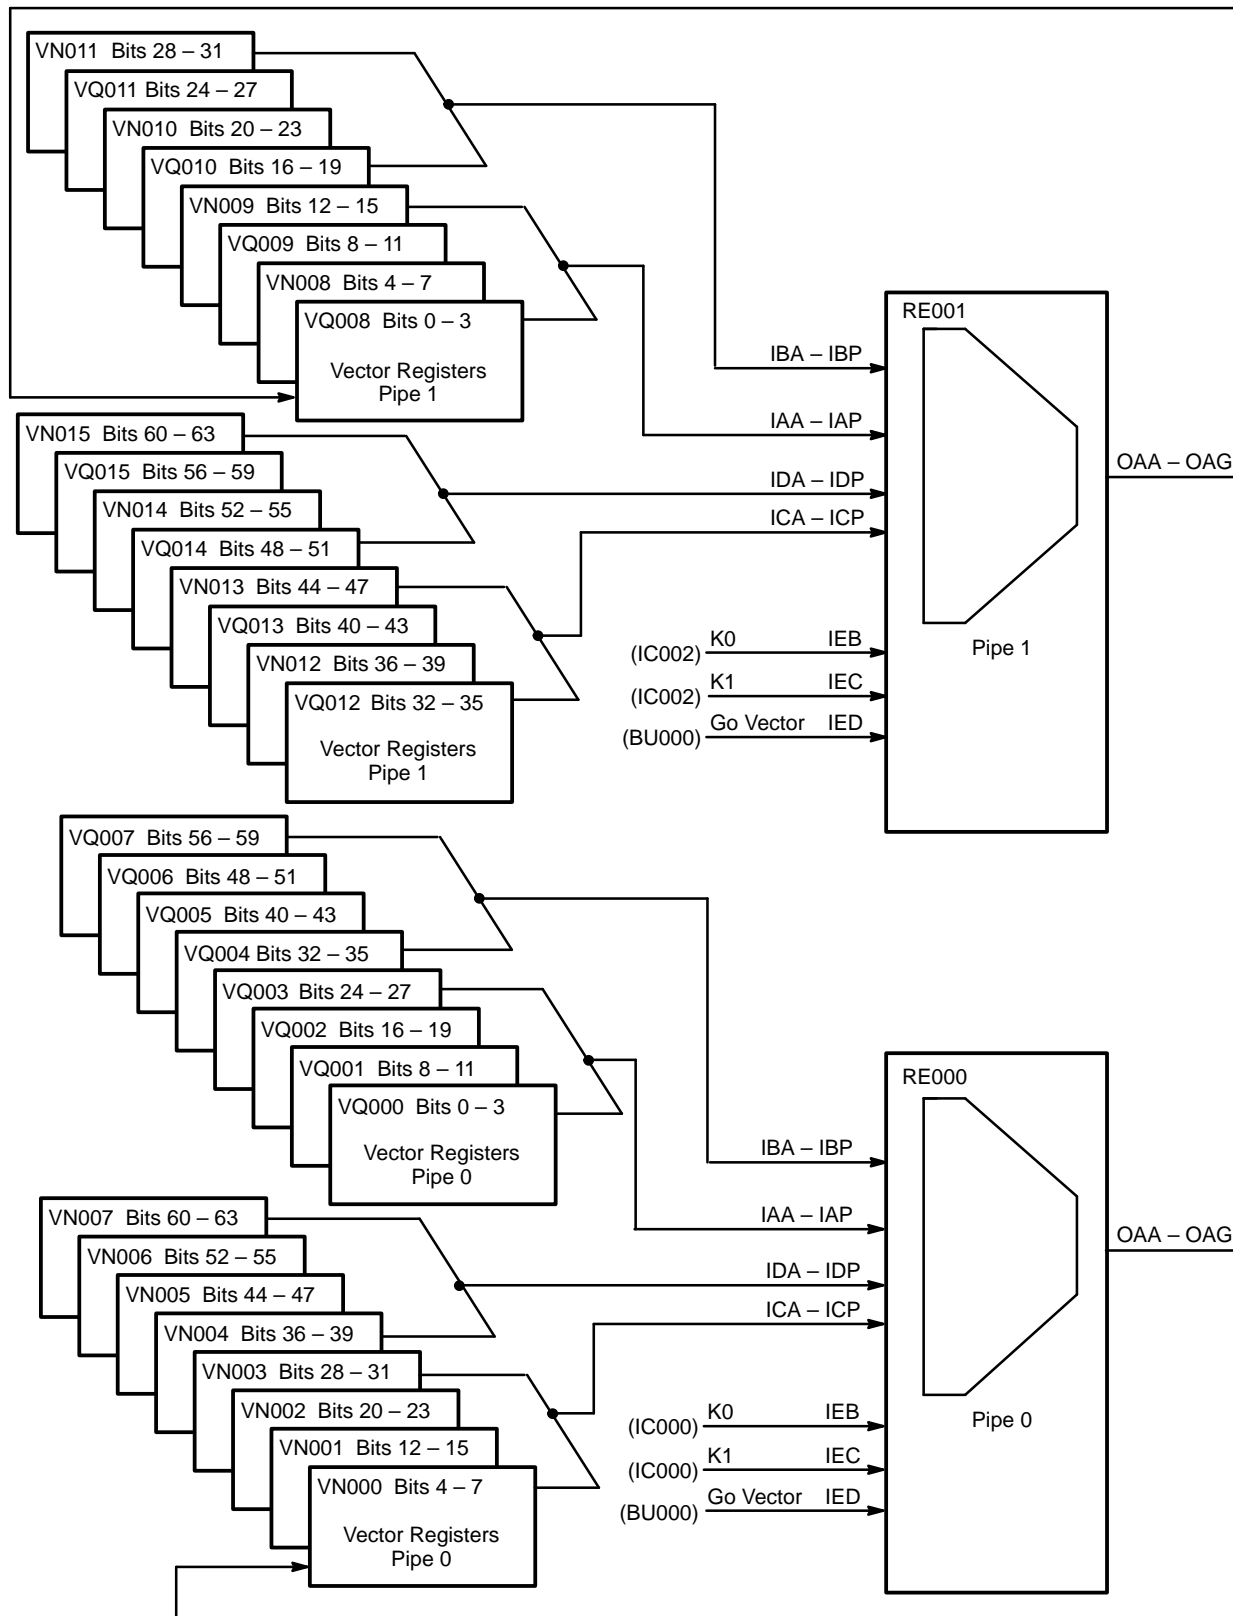 VN011 Bits 28 – 31
VQ011 Bits 24 – 27
VN010 Bits 20 – 23
VQ010 Bits 16 – 19
VN009 Bits 12 – 15
VQ009 Bits 8 – 11
VN008 Bits 4 – 7
VQ008 Bits 0 – 3
Vector Registers
Pipe 1
VN015 Bits 60 – 63
VQ015 Bits 56 – 59
VN014 Bits 52 – 55
VQ014 Bits 48 – 51
VN013 Bits 44 – 47
VQ013 Bits 40 – 43
VN012 Bits 36 – 39
VQ012 Bits 32 – 35
Vector Registers
Pipe 1
RE001
IBA – IBP
IAA – IAP
IDA – IDP
ICA – ICP
OAA – OAG
(IC002) K0 IEB
(IC002) K1 IEC
(BU000) Go Vector IED
Pipe 1
VQ007 Bits 56 – 59
VQ006 Bits 48 – 51
VQ005 Bits 40 – 43
VQ004 Bits 32 – 35
VQ003 Bits 24 – 27
VQ002 Bits 16 – 19
VQ001 Bits 8 – 11
VQ000 Bits 0 – 3
Vector Registers
Pipe 0
VN007 Bits 60 – 63
VN006 Bits 52 – 55
VN005 Bits 44 – 47
VN004 Bits 36 – 39
VN003 Bits 28 – 31
VN002 Bits 20 – 23
VN001 Bits 12 – 15
VN000 Bits 4 – 7
Vector Registers
Pipe 0
RE000
IBA – IBP
IAA – IAP
IDA – IDP
ICA – ICP
OAA – OAG
(IC000) K0 IEB
(IC000) K1 IEC
(BU000) Go Vector IED
Pipe 0